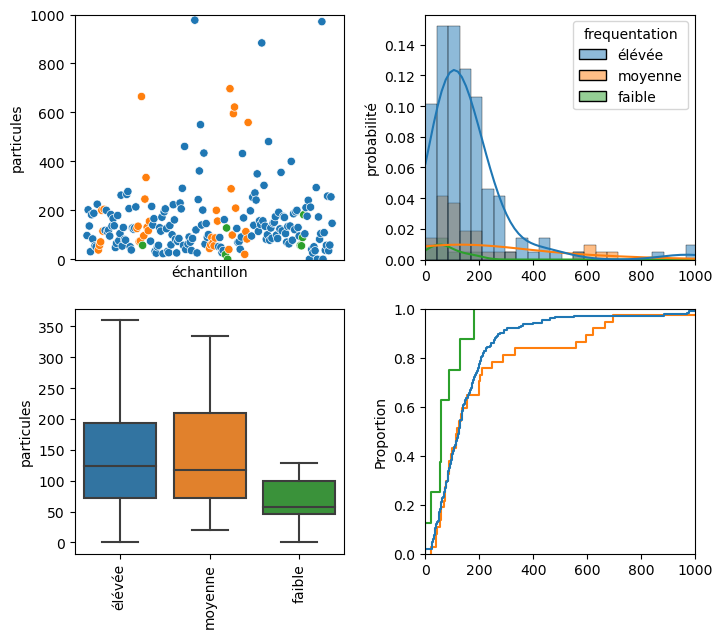 1000
800
600
400
200
0
particules
échantillon
0.14
0.12
0.10
0.08
0.06
0.04
0.02
0.00
probabilité
0 200 400 600 800 1000
frequentation
élévée
moyenne
faible
350
300
250
200
150
100
50
0
particules
élévée
moyenne
faible
1.0
0.8
0.6
0.4
0.2
0.0
Proportion
0 200 400 600 800 1000